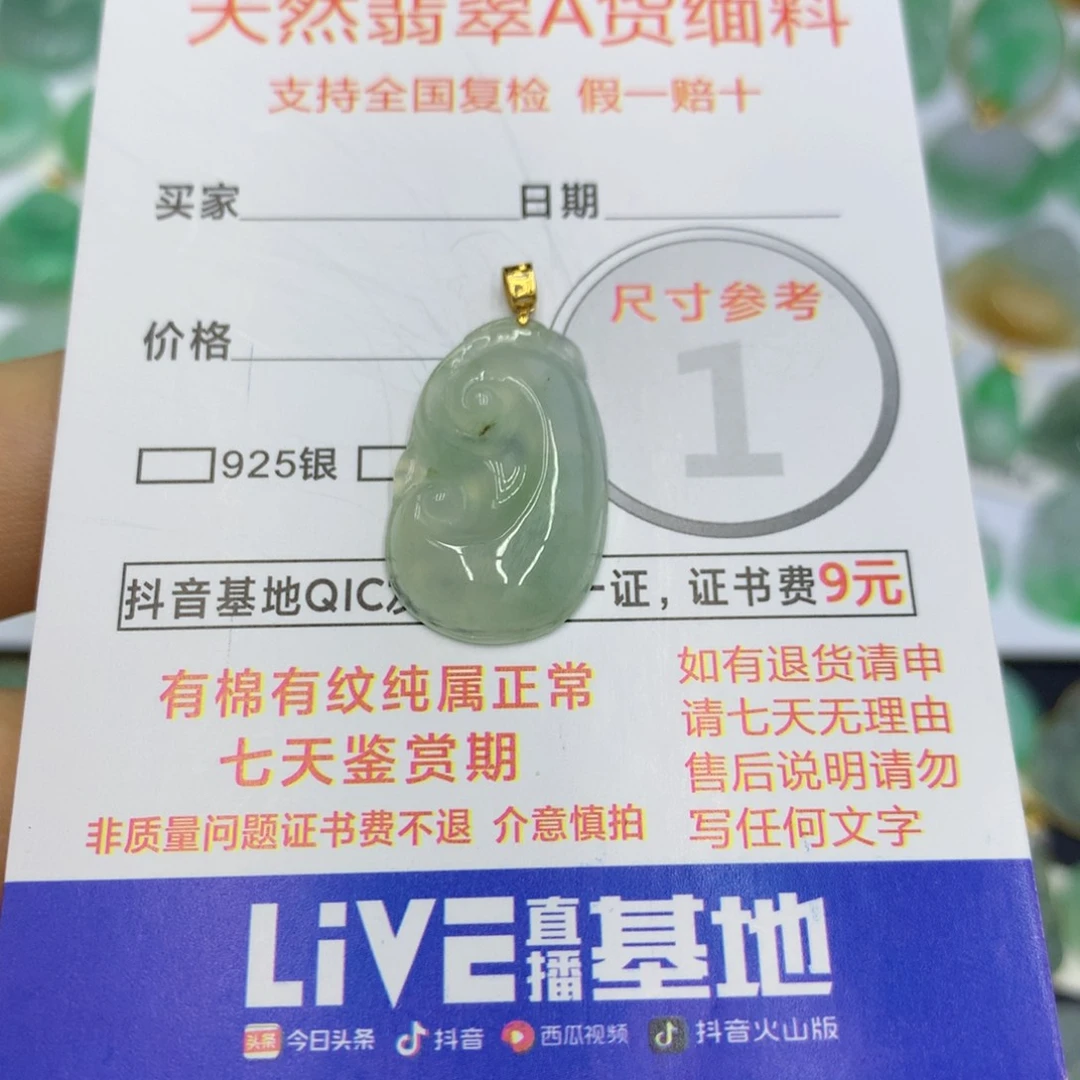 天然翡翠A货缅料
支持全国复检 假一赔十
买家 日期
价格
尺寸参考
1
925银
抖音基地QIC 一证，证书费9元
有棉有纹纯属正常
七天鉴赏期
非质量问题证书费不退 介意慎拍
如有退货请申
请七天无理由
售后说明请勿
写任何文字
LiVE直播基地
头条 今日头条 抖音 西瓜视频 抖音火山版